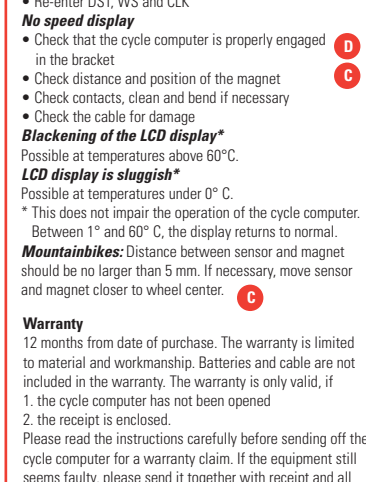 • Re-enter DST, WS and CLK
No speed display
• Check that the cycle computer is properly engaged
in the bracket
D
• Check distance and position of the magnet
C
• Check contacts, clean and bend if necessary
• Check the cable for damage
Blackening of the LCD display*
Possible at temperatures above 60°C.
LCD display is sluggish*
Possible at temperatures under 0° C.
* This does not impair the operation of the cycle computer.
Between 1° and 60° C, the display returns to normal.
Mountainbikes: Distance between sensor and magnet
should be no larger than 5 mm. If necessary, move sensor
and magnet closer to wheel center.
C
Warranty
12 months from date of purchase. The warranty is limited
to material and workmanship. Batteries and cable are not
included in the warranty. The warranty is only valid, if
1. the cycle computer has not been opened
2. the receipt is enclosed.
Please read the instructions carefully before sending off the
cycle computer for a warranty claim. If the equipment still
seems faulty, please send it together with receipt and all